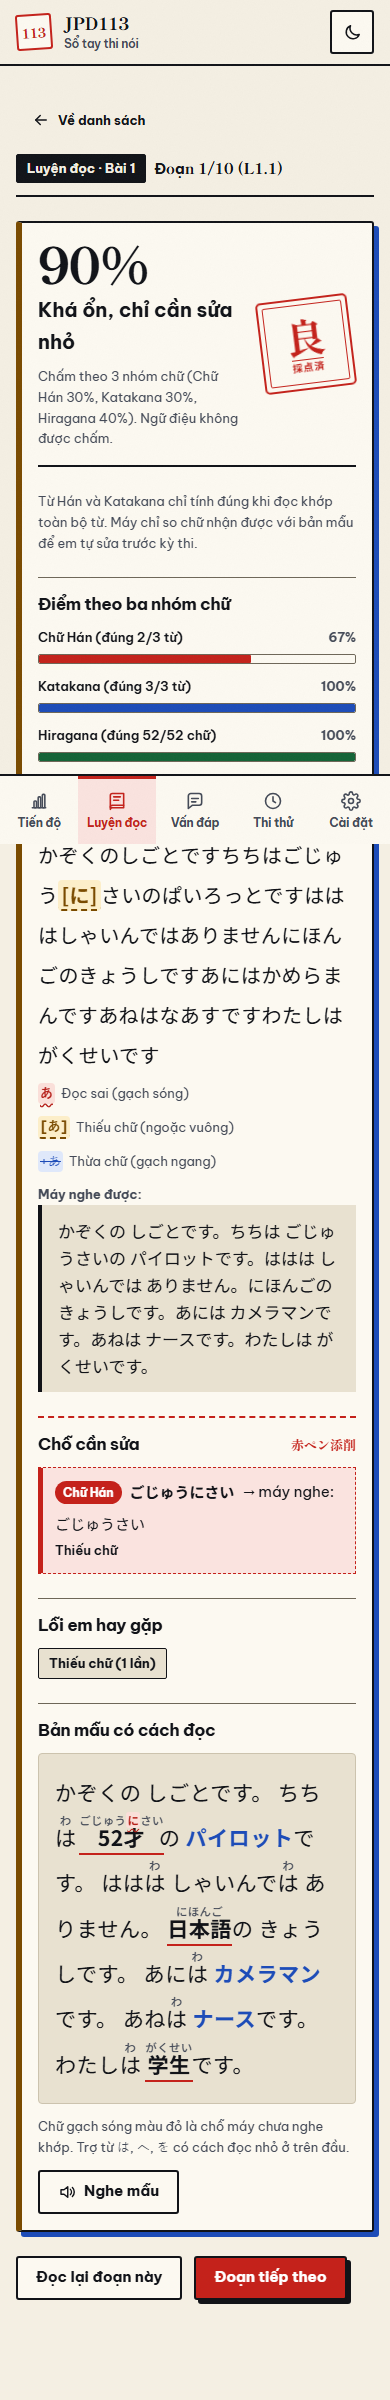 113
JPD113
Sổ tay thi nói
← Về danh sách
Luyện đọc · Bài 1 Đoạn 1/10 (L1.1)
90%
Khá ổn, chỉ cần sửa
nhỏ
良
採点済
Chấm theo 3 nhóm chữ (Chữ
Hán 30%, Katakana 30%,
Hiragana 40%). Ngữ điệu không
được chấm.
Từ Hán và Katakana chỉ tính đúng khi đọc khớp
toàn bộ từ. Máy chỉ so chữ nhận được với bản mẫu
để em tự sửa trước kỳ thi.
Điểm theo ba nhóm chữ
Chữ Hán (đúng 2/3 từ) 67%
Katakana (đúng 3/3 từ) 100%
Hiragana (đúng 52/52 chữ) 100%
Tiến độ Luyện đọc Vấn đáp Thi thử Cài đặt
かぞくのしごとですちちはごじゅ
う[に]さいのぱいろっとですはは
はしゃいんではありませんにほん
ごのきょうしですあにはかめらま
んですあねはなあすですわたしは
がくせいです
あ Đọc sai (gạch sóng)
[あ] Thiếu chữ (ngoặc vuông)
+あ Thừa chữ (gạch ngang)
Máy nghe được:
かぞくの しごとです。ちちは ごじゅ
うさいの パイロットです。ははは し
ゃいんでは ありません。にほんごの
きょうしです。あには カメラマンで
す。あねは ナースです。わたしは が
くせいです。
Chỗ cần sửa 赤ペン添削
Chữ Hán ごじゅうにさい → máy nghe:
ごじゅうさい
Thiếu chữ
Lỗi em hay gặp
Thiếu chữ (1 lần)
Bản mẫu có cách đọc
かぞくの しごとです。 ちち
わ ごじゅうにさい
は 52才の パイロットで
わ わ
す。 ははは しゃいんでは あ
にほんご
りません。 日本語の きょう
わ
しです。 あには カメラマン
わ
です。 あねは ナースです。
わ がくせい
わたしは 学生です。
Chữ gạch sóng màu đỏ là chỗ máy chưa nghe
khớp. Trợ từ は, へ, を có cách đọc nhỏ ở trên đầu.
Nghe mẫu
Đọc lại đoạn này Đoạn tiếp theo